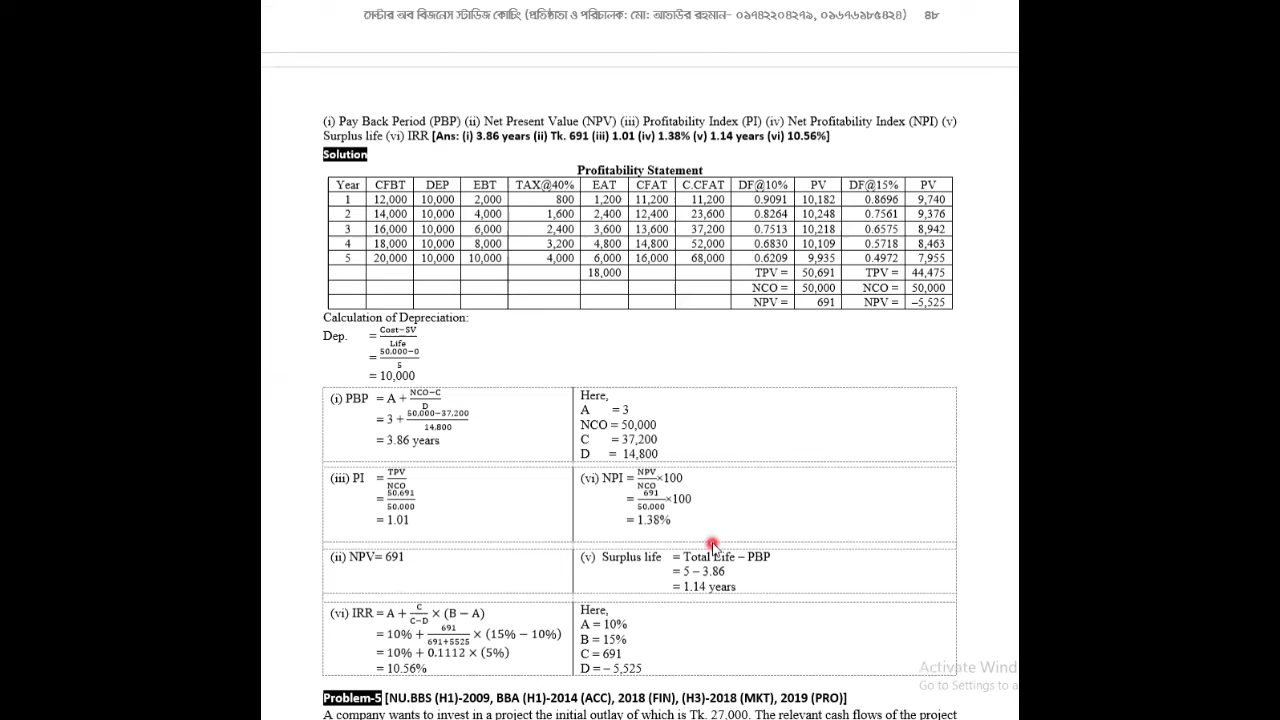 সেন্টার অব বিজনেস স্টাডিজ কোচিং (প্রতিষ্ঠাতা ও পরিচালক: মো: আতাউর রহমান- ০১৭৪২২০৪২৭৯, ০১৬৭৬১৮৫৪২৪) ৪৮
(i) Pay Back Period (PBP) (ii) Net Present Value (NPV) (iii) Profitability Index (PI) (iv) Net Profitability Index (NPI) (v)
Surplus life (vi) IRR [Ans: (i) 3.86 years (ii) Tk. 691 (iii) 1.01 (iv) 1.38% (v) 1.14 years (vi) 10.56%]
Solution
Profitability Statement
Year CFBT DEP EBT TAX@40% EAT CFAT C.CFAT DF@10% PV DF@15% PV
1 12,000 10,000 2,000 800 1,200 11,200 11,200 0.9091 10,182 0.8696 9,740
2 14,000 10,000 4,000 1,600 2,400 12,400 23,600 0.8264 10,248 0.7561 9,376
3 16,000 10,000 6,000 2,400 3,600 13,600 37,200 0.7513 10,218 0.6575 8,942
4 18,000 10,000 8,000 3,200 4,800 14,800 52,000 0.6830 10,109 0.5718 8,463
5 20,000 10,000 10,000 4,000 6,000 16,000 68,000 0.6209 9,935 0.4972 7,955
18,000 TPV = 50,691 TPV = 44,475
NCO = 50,000 NCO = 50,000
NPV = 691 NPV = –5,525
Calculation of Depreciation:
Dep. = Cost−SV / Life
= 50,000−0 / 5
= 10,000
(i) PBP = A + NCO−C / D
= 3 + 50,000−37,200 / 14,800
= 3.86 years
Here,
A = 3
NCO = 50,000
C = 37,200
D = 14,800
(iii) PI = TPV / NCO
= 50,691 / 50,000
= 1.01
(vi) NPI = NPV / NCO ×100
= 691 / 50,000 ×100
= 1.38%
(ii) NPV= 691
(v) Surplus life = Total Life – PBP
= 5 – 3.86
= 1.14 years
(vi) IRR = A + C / C−D × (B − A)
= 10% + 691 / 691+5525 × (15% − 10%)
= 10% + 0.1112 × (5%)
= 10.56%
Here,
A = 10%
B = 15%
C = 691
D = – 5,525
Activate Wind
Go to Settings to a
Problem-5 [NU.BBS (H1)-2009, BBA (H1)-2014 (ACC), 2018 (FIN), (H3)-2018 (MKT), 2019 (PRO)]
A company wants to invest in a project the initial outlay of which is Tk. 27,000. The relevant cash flows of the project